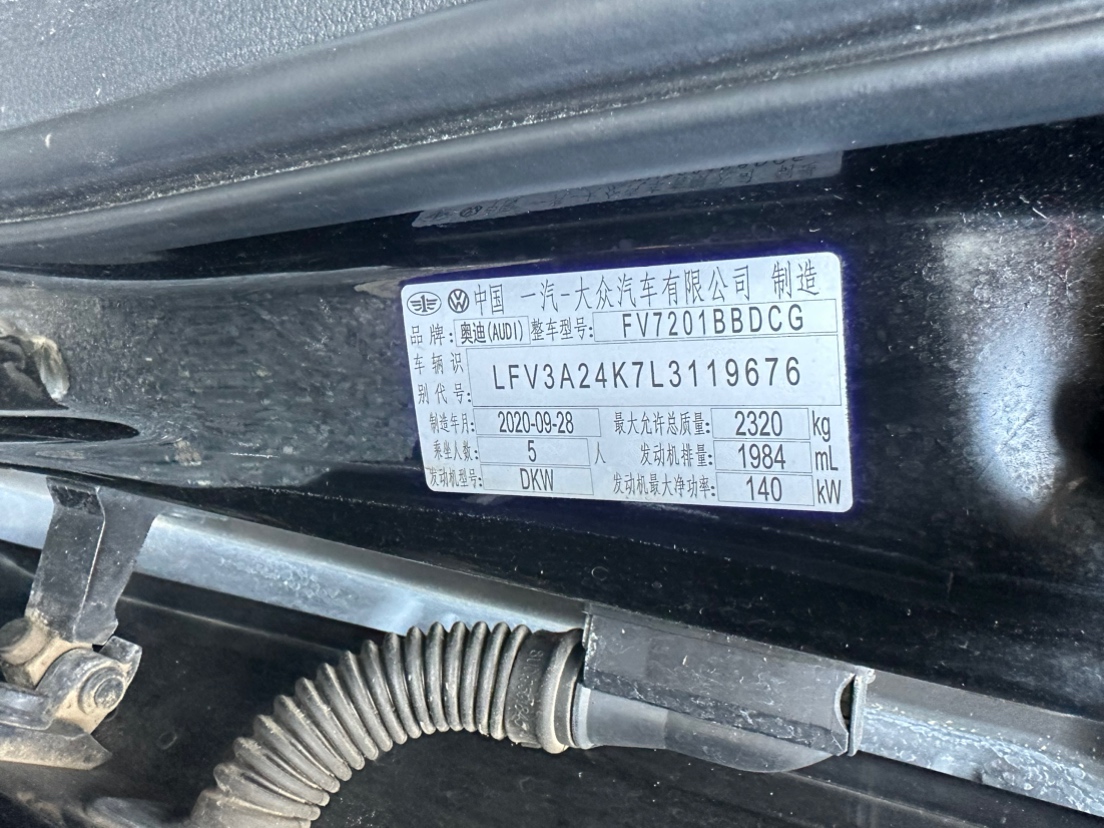 中国 一汽-大众汽车有限公司 制造
品牌: 奥迪(AUDI) 整车型号: FV7201BBDCG
车辆识别代号: LFV3A24K7L3119676
制造年月: 2020-09-28 最大允许总质量: 2320 kg
乘坐人数: 5 人 发动机排量: 1984 mL
发动机型号: DKW 发动机最大净功率: 140 kW